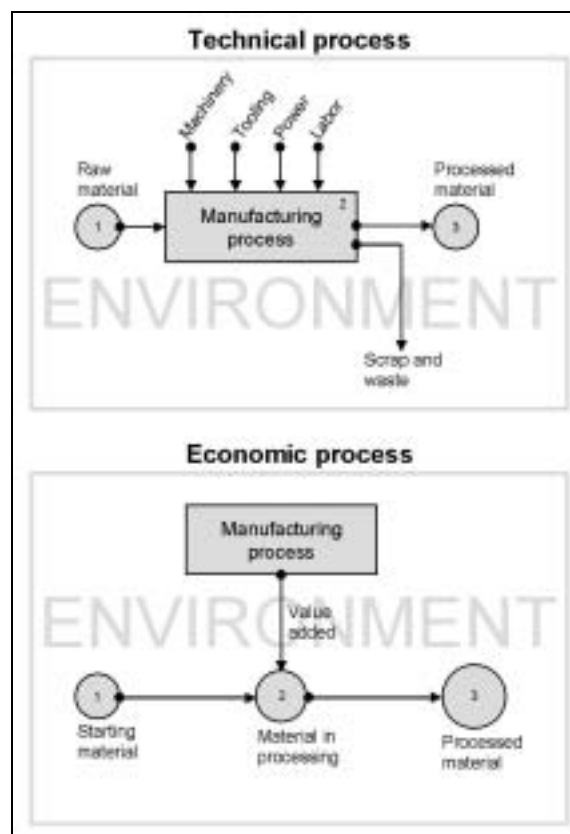 Technical process
Machinery
Tooling
Power
Labor
Raw
material
Processed
material
1
Manufacturing
process
2
3
ENVIRONMENT
Scrap and
waste
Economic process
Manufacturing
process
ENVIRONMENT
Value
added
1
2
3
Starting
material
Material in
processing
Processed
material